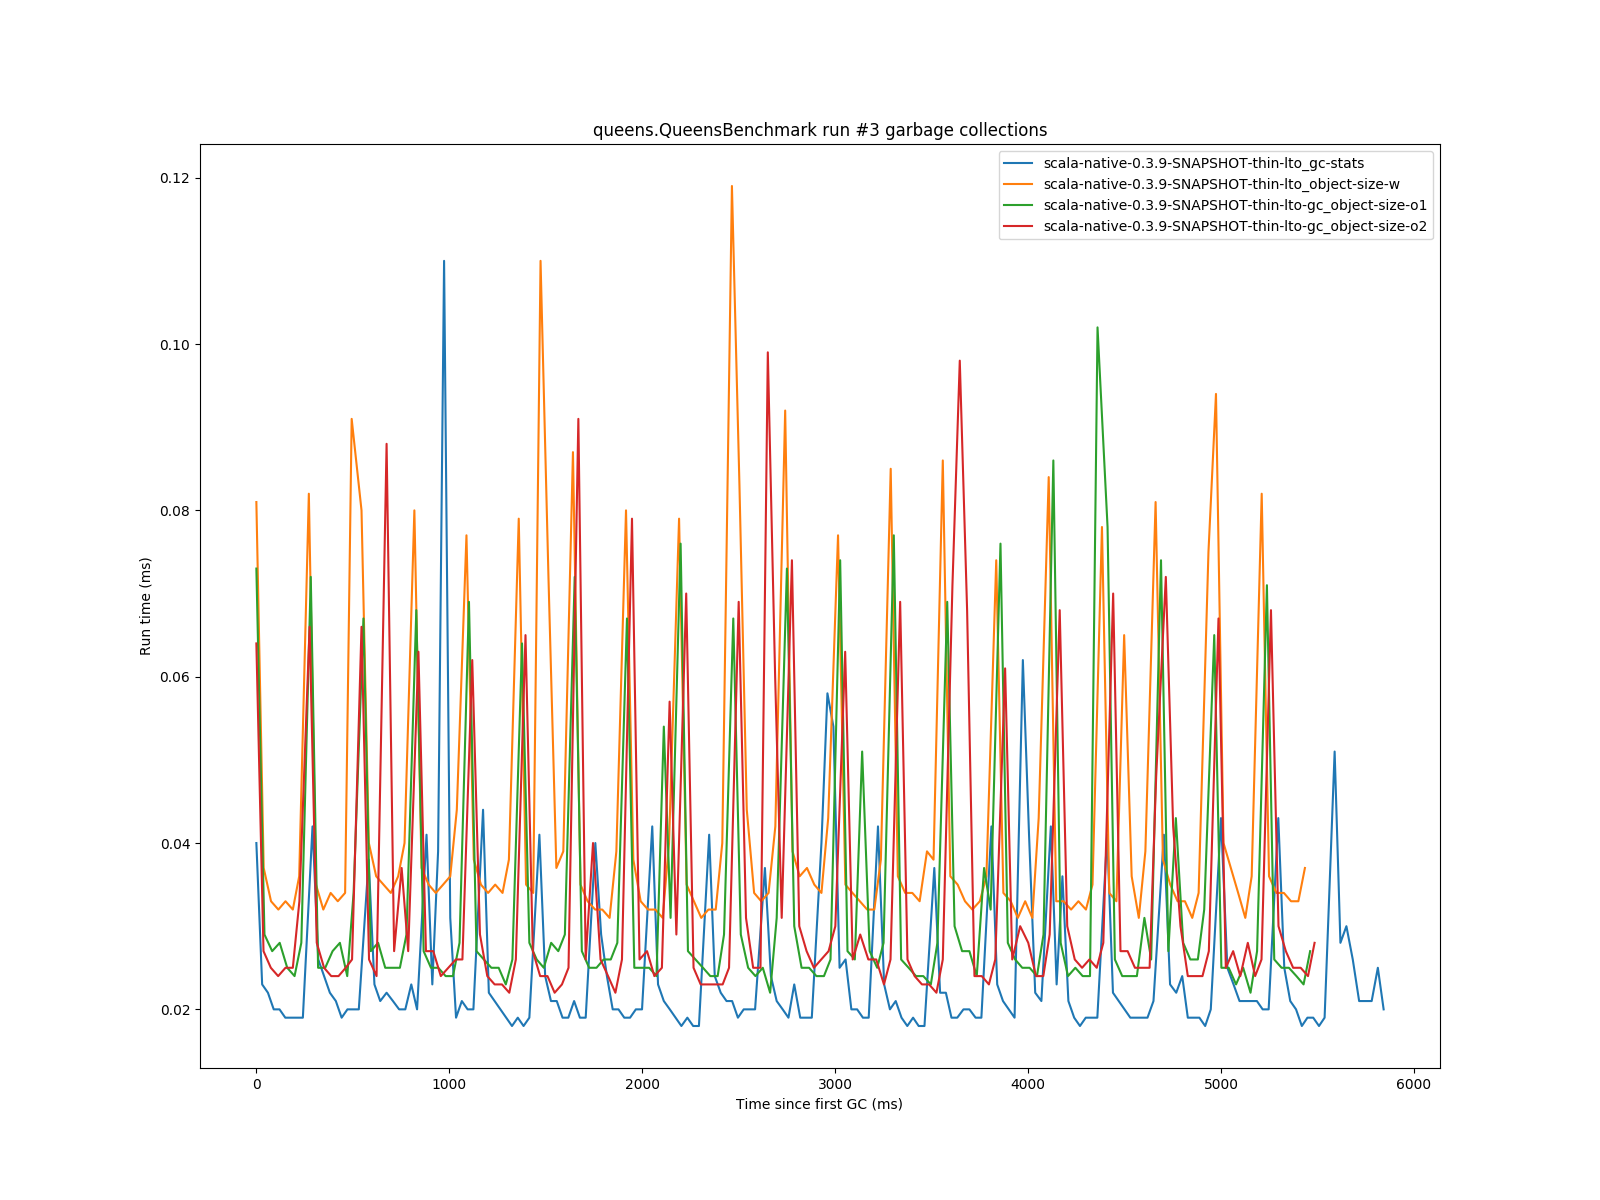 queens.QueensBenchmark run #3 garbage collections
scala-native-0.3.9-SNAPSHOT-thin-lto_gc-stats
scala-native-0.3.9-SNAPSHOT-thin-lto_object-size-w
scala-native-0.3.9-SNAPSHOT-thin-lto-gc_object-size-o1
scala-native-0.3.9-SNAPSHOT-thin-lto-gc_object-size-o2
0.12
0.10
0.08
0.06
0.04
0.02
Run time (ms)
0 1000 2000 3000 4000 5000 6000
Time since first GC (ms)